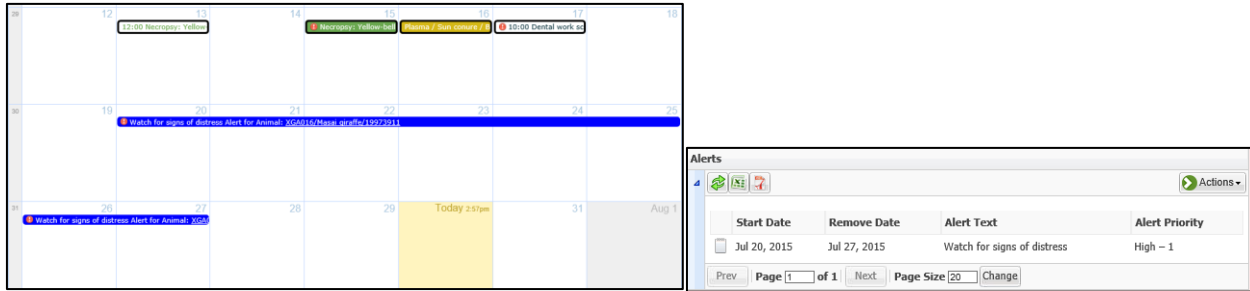 29 12 13 14 15 16 17 18
12:00 Necropsy: Yellow
Necropsy: Yellow-bell
Plasma / Sun conure / B
10:00 Dental work sc
30 19 20 21 22 23 24 25
Watch for signs of distress Alert for Animal: XGA016/Masai giraffe/19973911
31 26 27 28 29 Today 2:57pm 31 Aug 1
Watch for signs of distress Alert for Animal: XGA
Alerts
Actions
Start Date Remove Date Alert Text Alert Priority
Jul 20, 2015 Jul 27, 2015 Watch for signs of distress High – 1
Prev Page 1 of 1 Next Page Size 20 Change